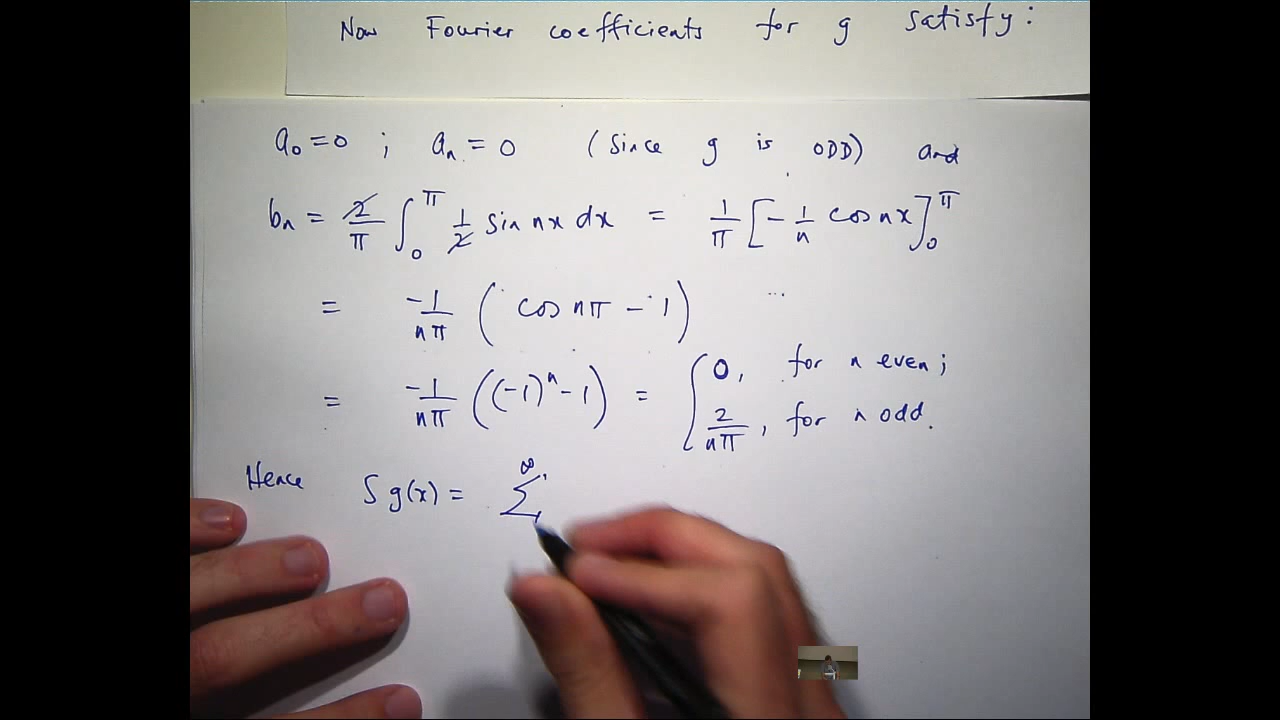 Now Fourier coefficients for g satisfy:
a₀ = 0 ; aₙ = 0 (since g is ODD) and
bₙ = 2/π ∫₀^π 1/2 sin nx dx = 1/π [-1/n cos nx]₀^π
= -1/nπ (cos nπ - 1)
= -1/nπ ((-1)ⁿ - 1) = { 0, for n even;
2/nπ, for n odd.
Hence S g(x) = ∞ Σ